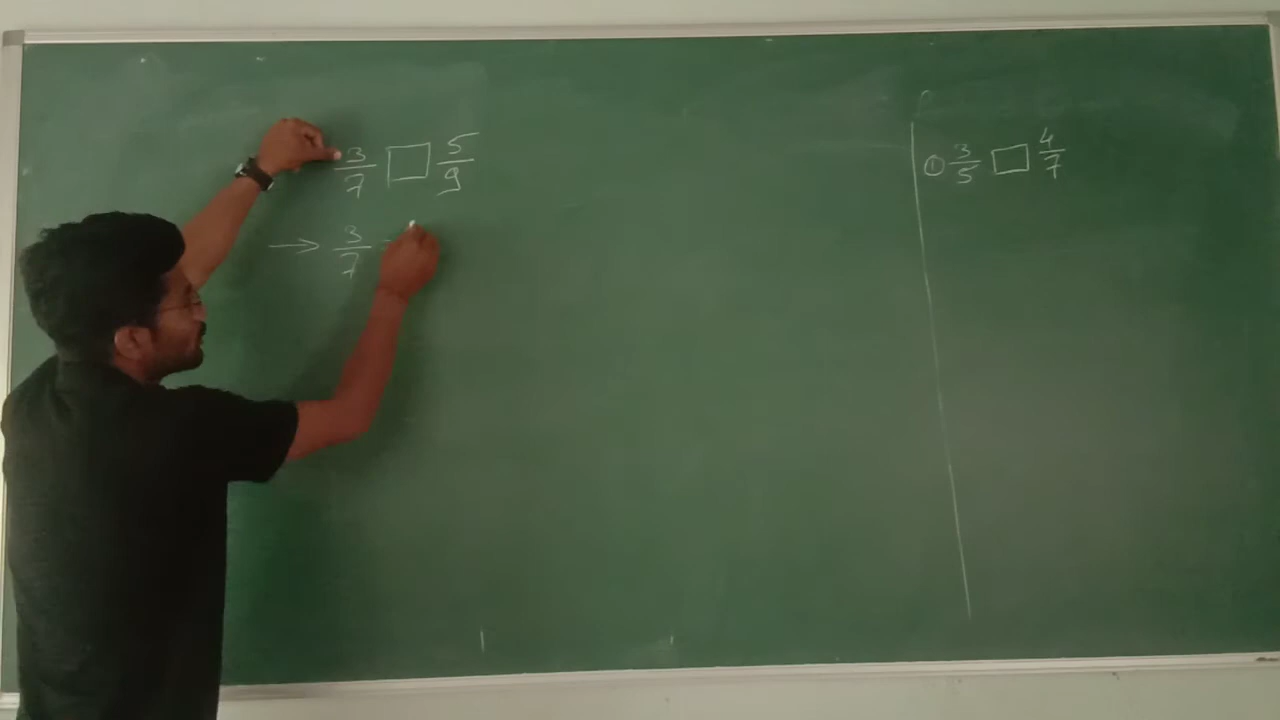 3/7 □ 5/9
→ 3/7
① 3/5 □ 4/7